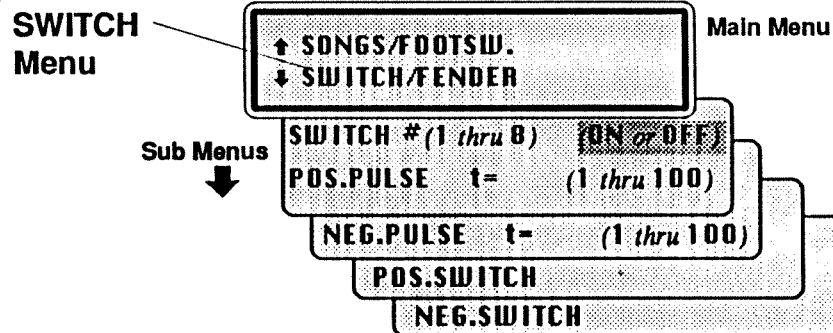 SWITCH
Menu
Main Menu
↑ SONGS/FOOTSW.
↓ SWITCH/FENDER
Sub Menus
SWITCH #(1 thru 8) (ON or OFF)
POS.PULSE t= (1 thru 100)
NEG.PULSE t= (1 thru 100)
POS.SWITCH
NEG.SWITCH